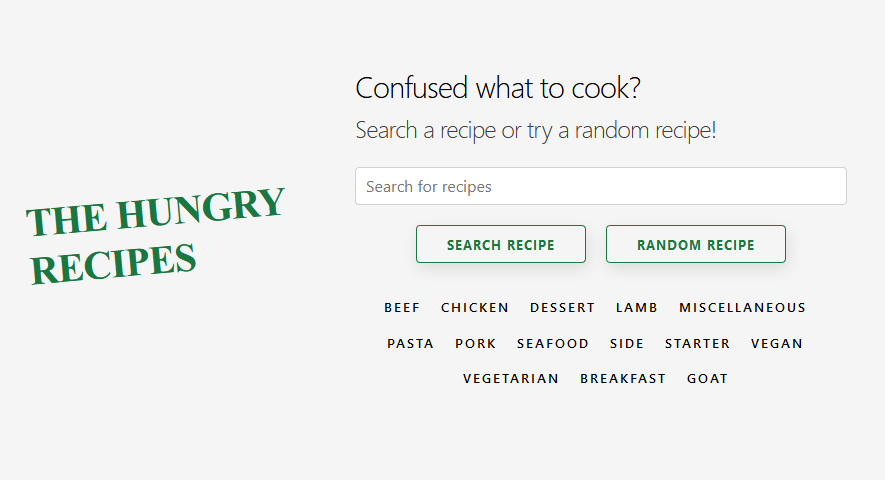 THE HUNGRY
RECIPES
Confused what to cook?
Search a recipe or try a random recipe!
Search for recipes
SEARCH RECIPE RANDOM RECIPE
BEEF CHICKEN DESSERT LAMB MISCELLANEOUS
PASTA PORK SEAFOOD SIDE STARTER VEGAN
VEGETARIAN BREAKFAST GOAT